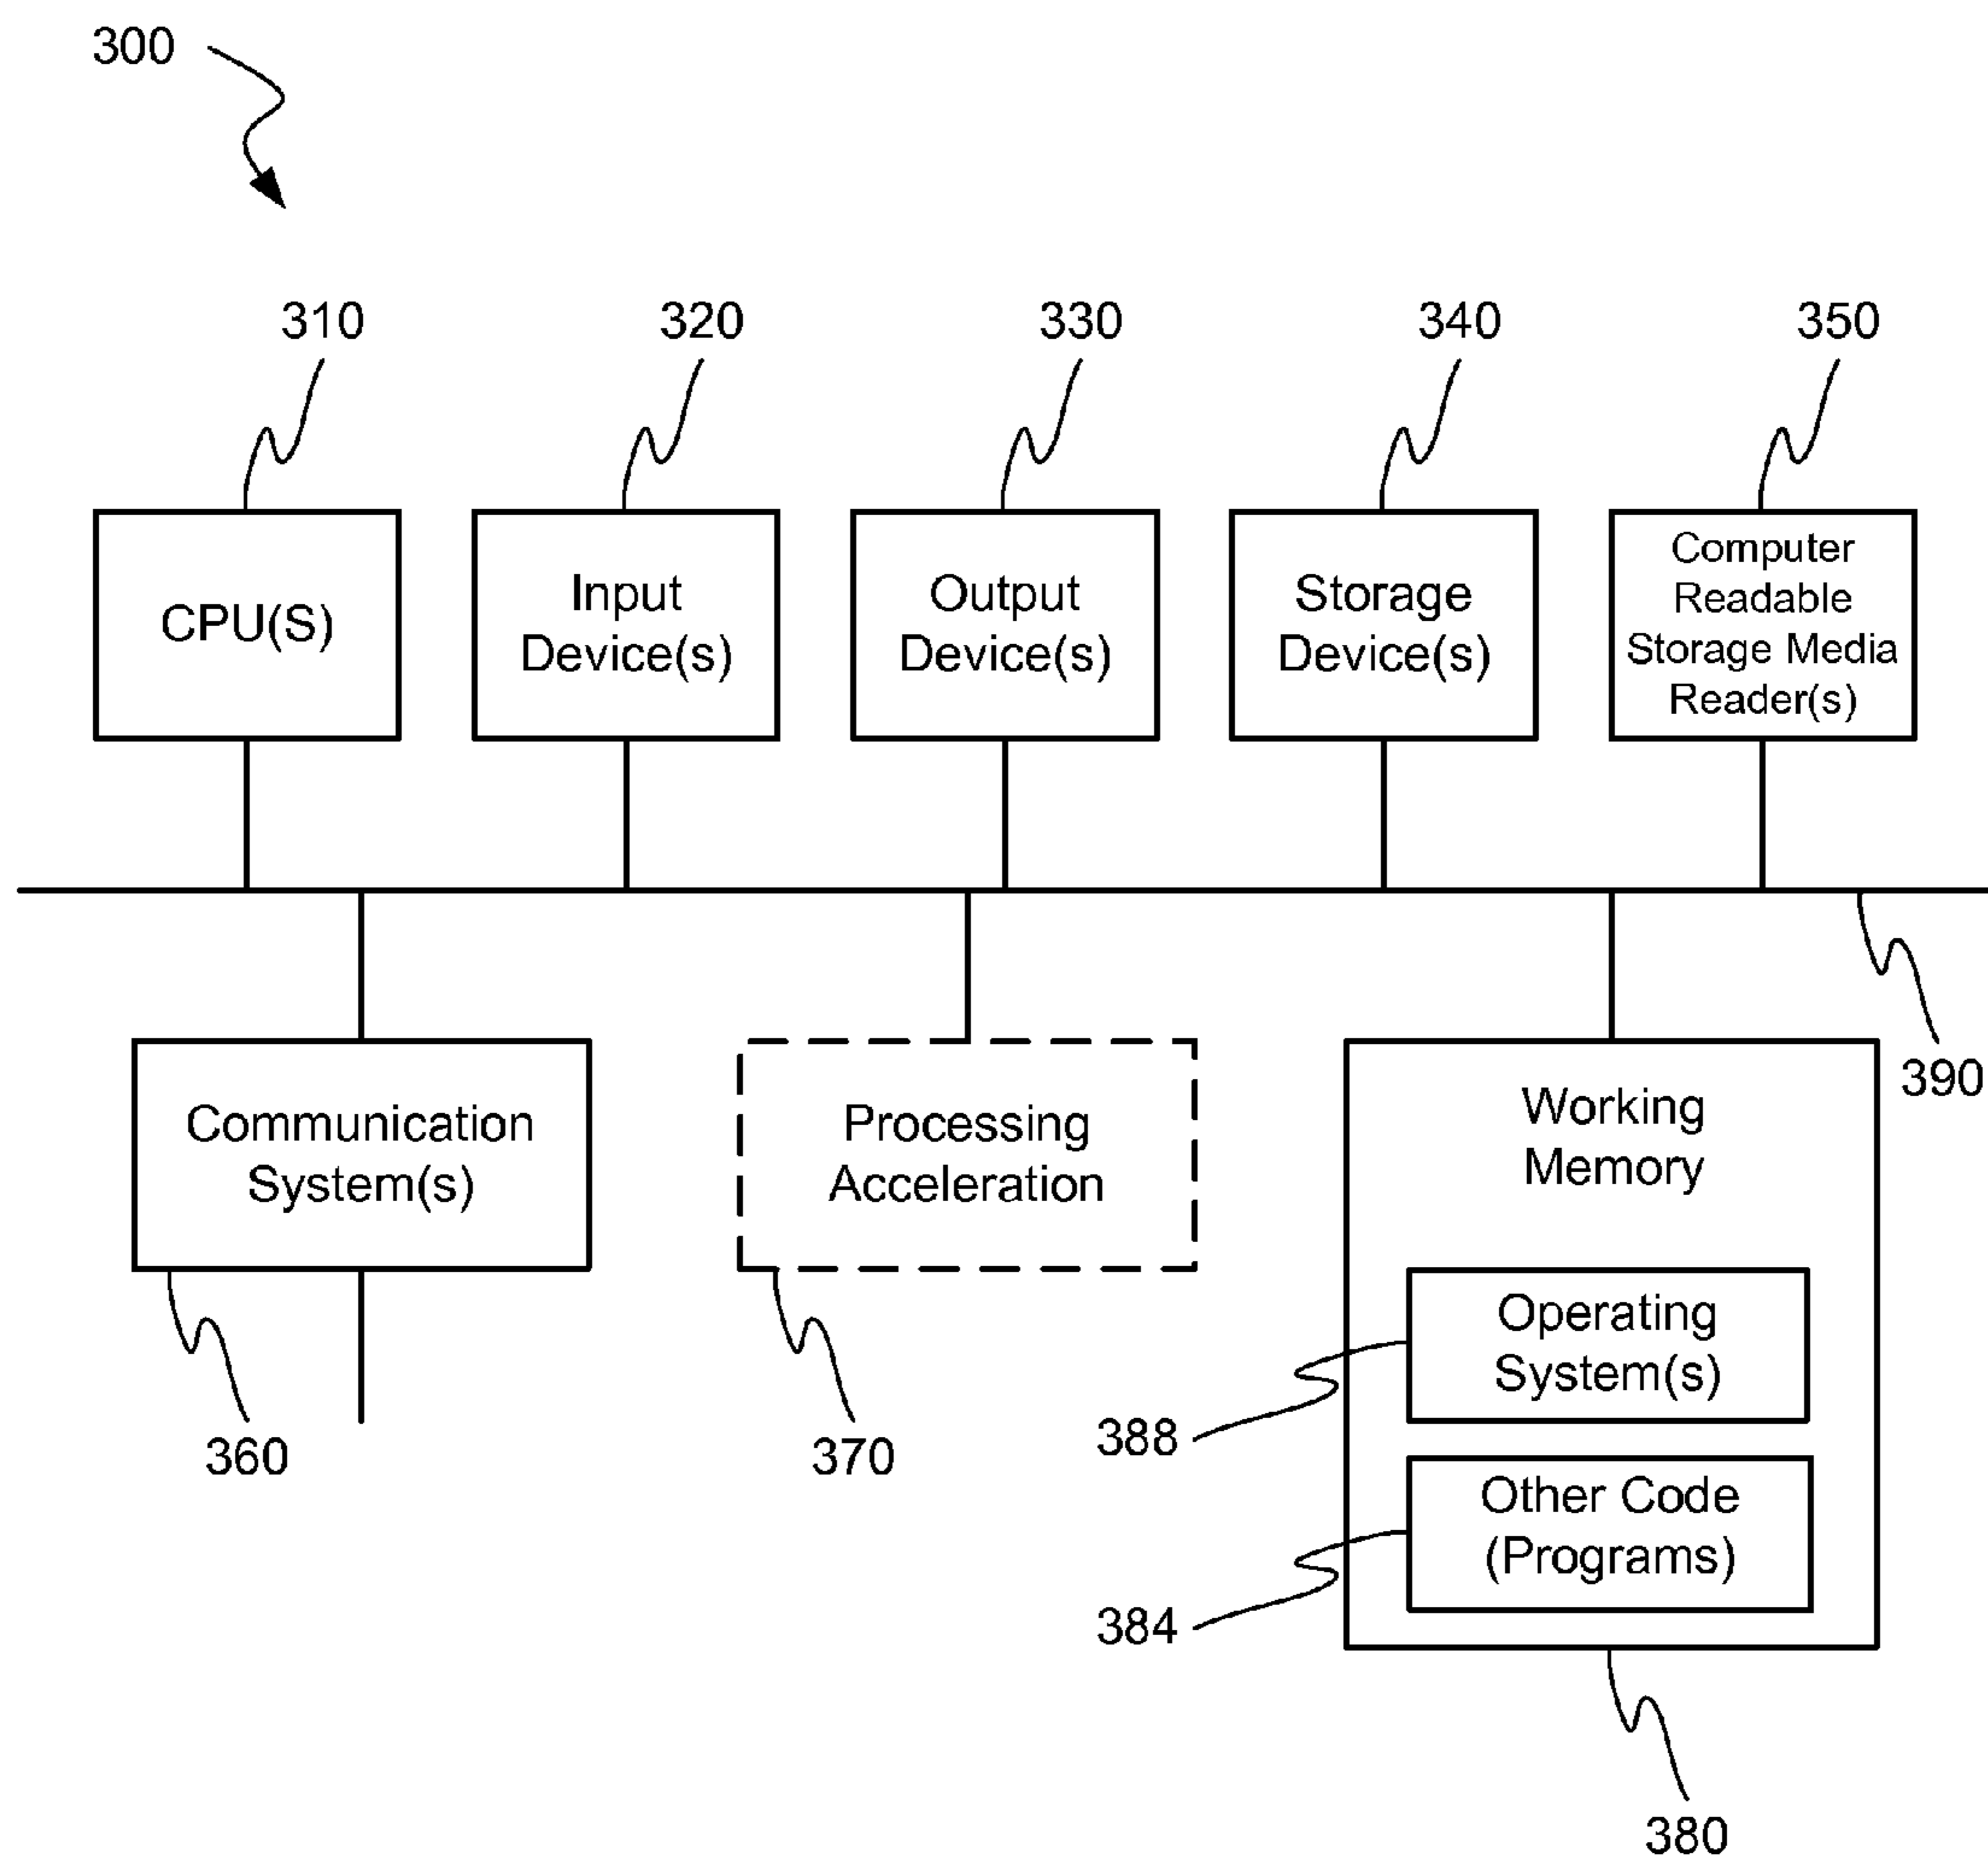 300
310
320
330
340
350
CPU(S)
Input
Device(s)
Output
Device(s)
Storage
Device(s)
Computer
Readable
Storage Media
Reader(s)
390
Communication
System(s)
360
Processing
Acceleration
370
Working
Memory
Operating
System(s)
388
Other Code
(Programs)
384
380